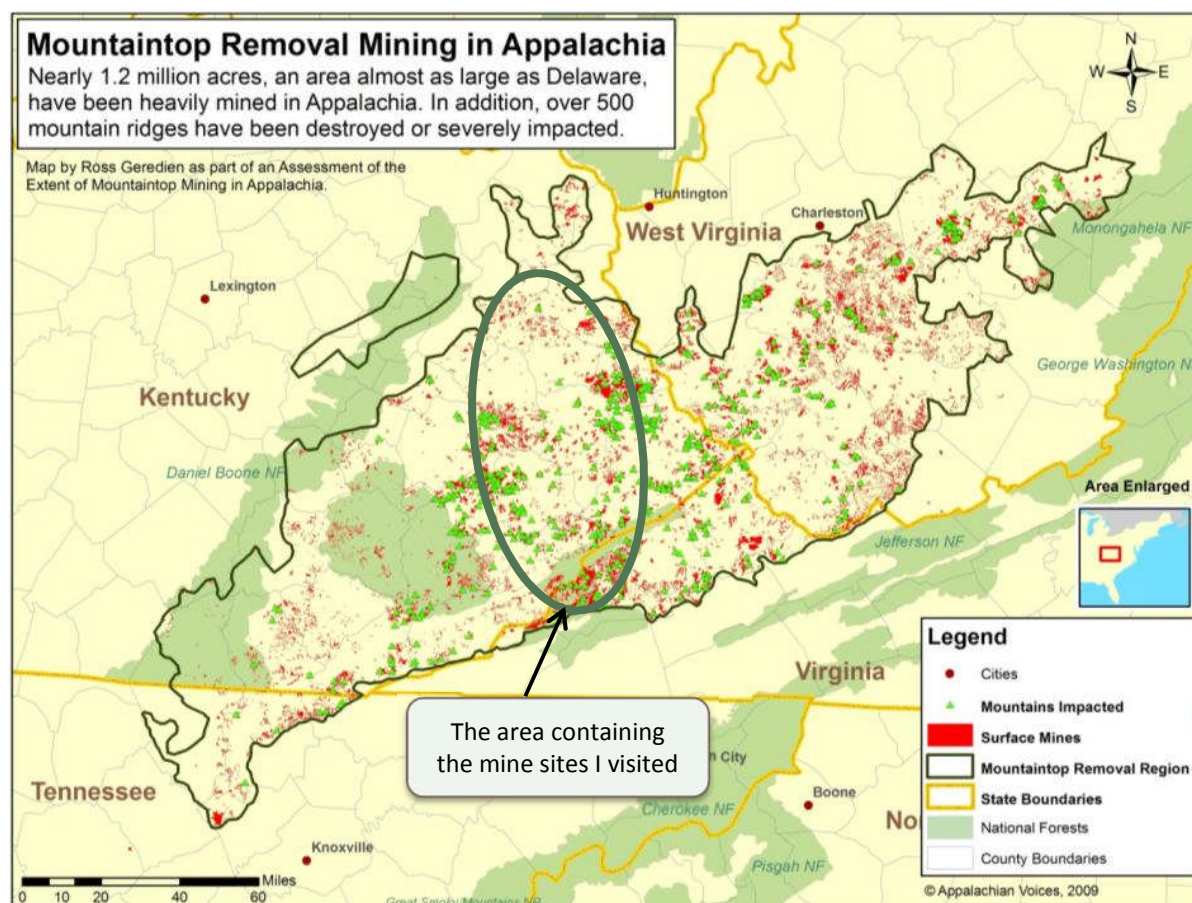 Mountaintop Removal Mining in Appalachia
Nearly 1.2 million acres, an area almost as large as Delaware,
have been heavily mined in Appalachia. In addition, over 500
mountain ridges have been destroyed or severely impacted.
Map by Ross Geredien as part of an Assessment of the
Extent of Mountaintop Mining in Appalachia.
N
W E
S
Huntington
Charleston
West Virginia
Monongahela NF
Lexington
George Washington N
Kentucky
Daniel Boone NF
Area Enlarged
Jefferson NF
Virginia
The area containing
the mine sites I visited
n City
Tennessee
Cherokee NF
Boone
No
Knoxville
Pisgah NF
Great Smoky Mountains NP
Miles
0 10 20 40 60
Legend
Cities
Mountains Impacted
Surface Mines
Mountaintop Removal Region
State Boundaries
National Forests
County Boundaries
© Appalachian Voices, 2009